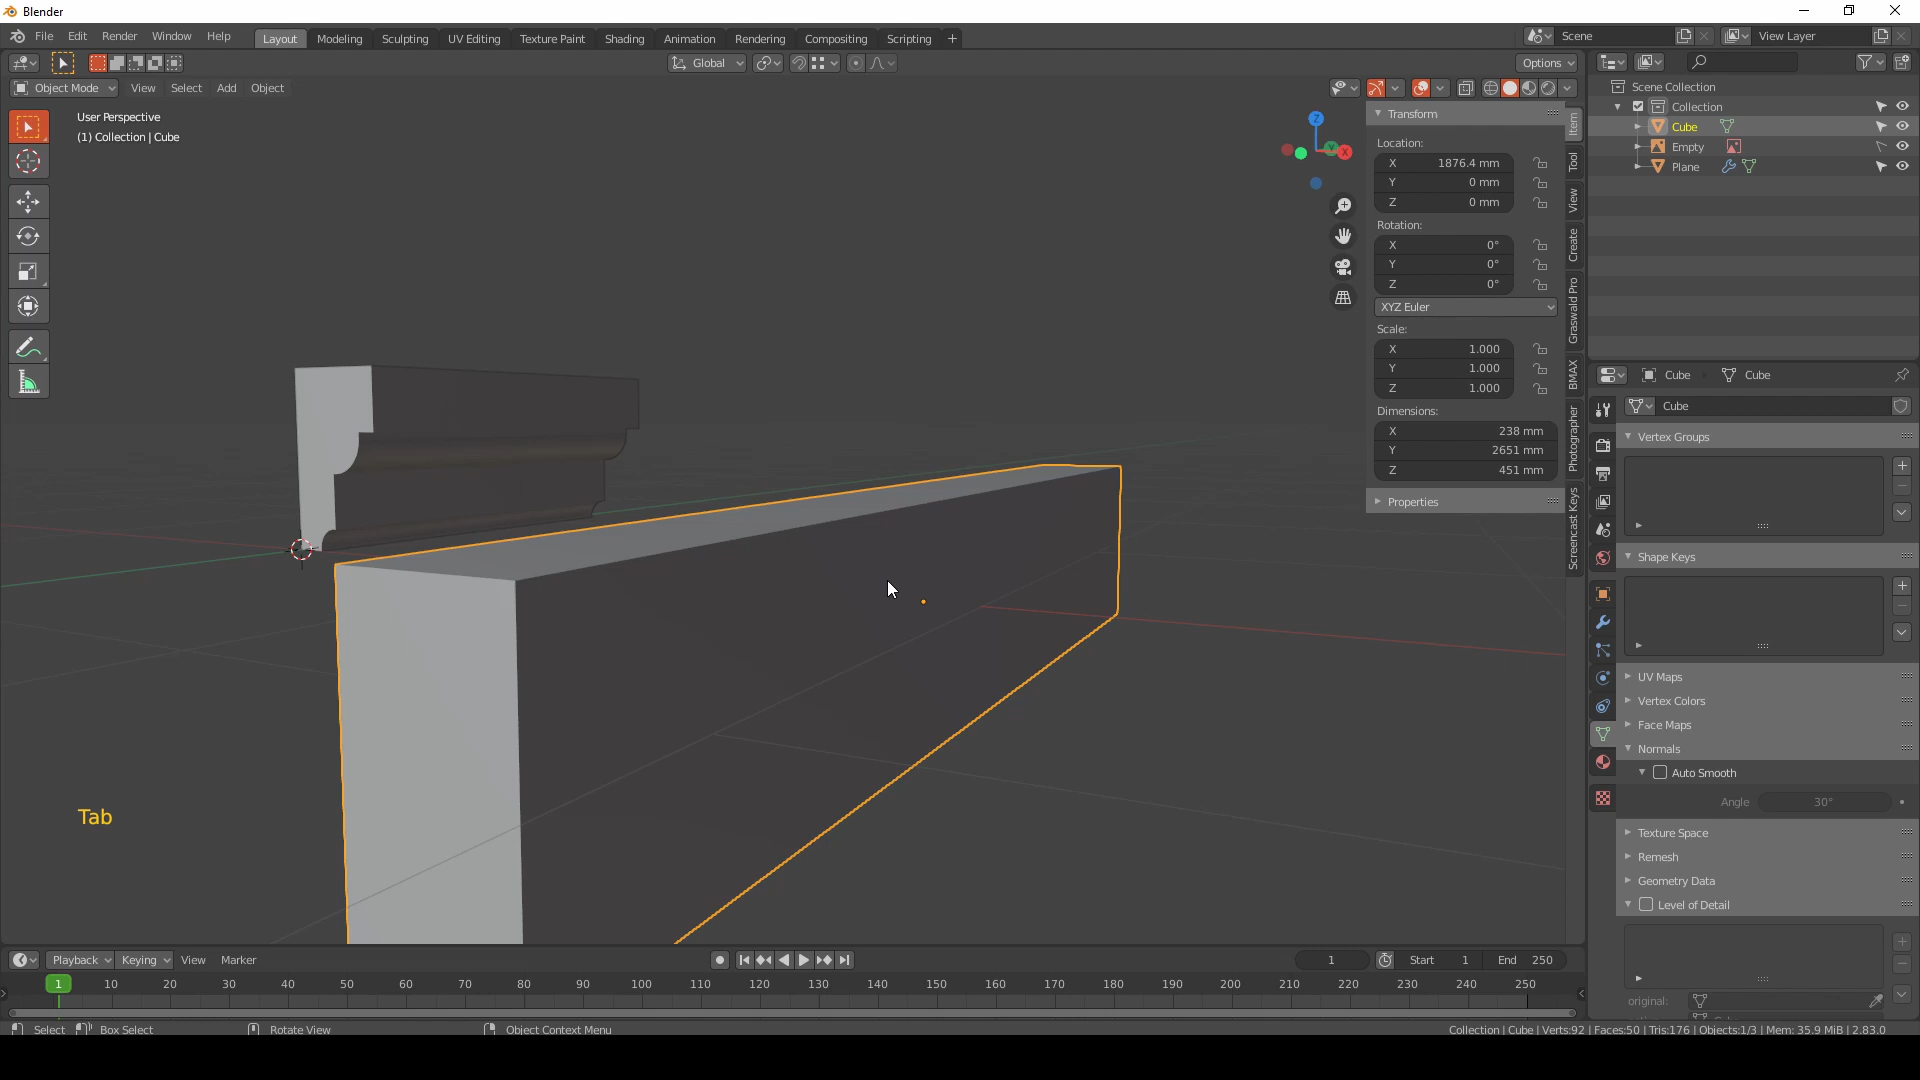 Blender
File Edit Render Window Help
Layout Modeling Sculpting UV Editing Texture Paint Shading Animation Rendering Compositing Scripting +
Scene
View Layer
Global
Options
Object Mode View Select Add Object
User Perspective
(1) Collection | Cube
Z
X
Y
Transform
Location:
X 1876.4 mm
Y 0 mm
Z 0 mm
Rotation:
X 0°
Y 0°
Z 0°
XYZ Euler
Scale:
X 1.000
Y 1.000
Z 1.000
Dimensions:
X 238 mm
Y 2651 mm
Z 451 mm
Properties
Item
Tool
View
Create
Graswald Pro
BMAX
Photographer
Screencast Keys
Scene Collection
Collection
Cube
Empty
Plane
Cube Cube
Cube
Vertex Groups
Shape Keys
UV Maps
Vertex Colors
Face Maps
Normals
Auto Smooth
Angle 30°
Texture Space
Remesh
Geometry Data
Level of Detail
original:
Tab
Playback Keying View Marker
1 Start 1 End 250
1 10 20 30 40 50 60 70 80 90 100 110 120 130 140 150 160 170 180 190 200 210 220 230 240 250
Select Box Select Rotate View Object Context Menu
Collection | Cube | Verts:92 | Faces:50 | Tris:176 | Objects:1/3 | Mem: 35.9 MiB | 2.83.0